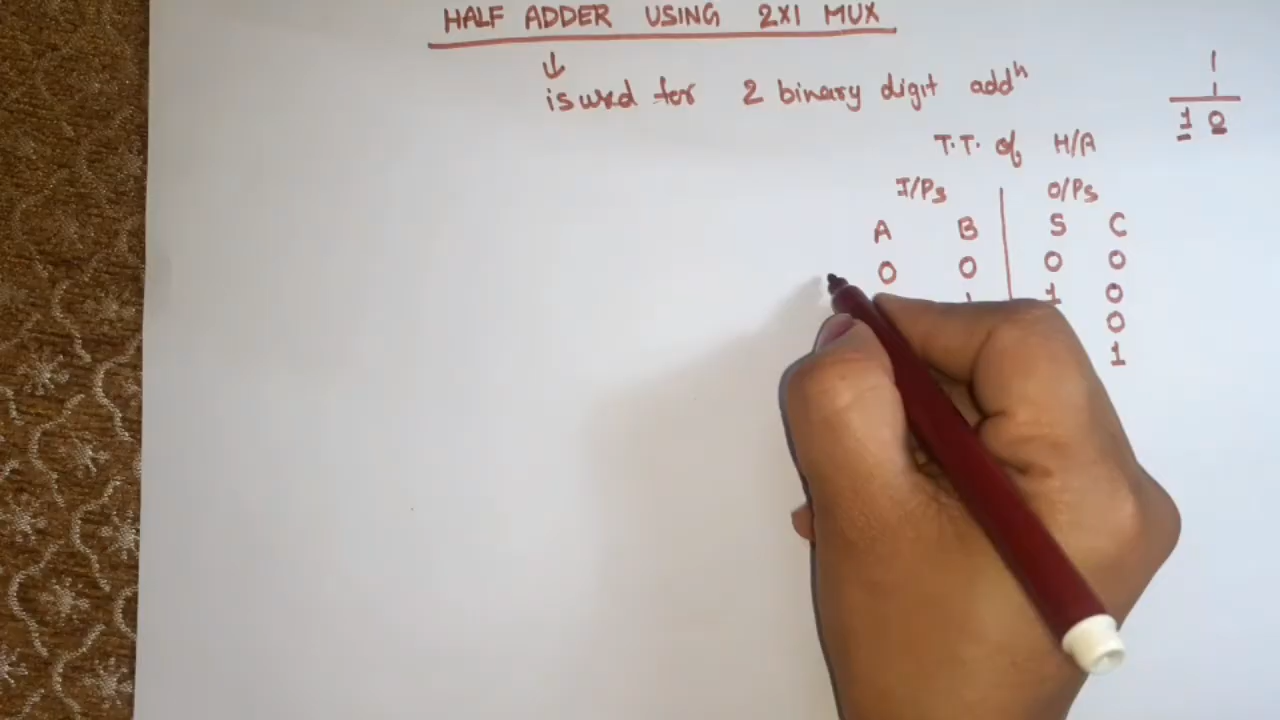 HALF ADDER USING 2X1 MUX
↓
is used for 2 binary digit addⁿ
1
1
1 0
T.T. of H/A
I/Ps O/Ps
A B S C
0 0 0 0
1 0
0
1